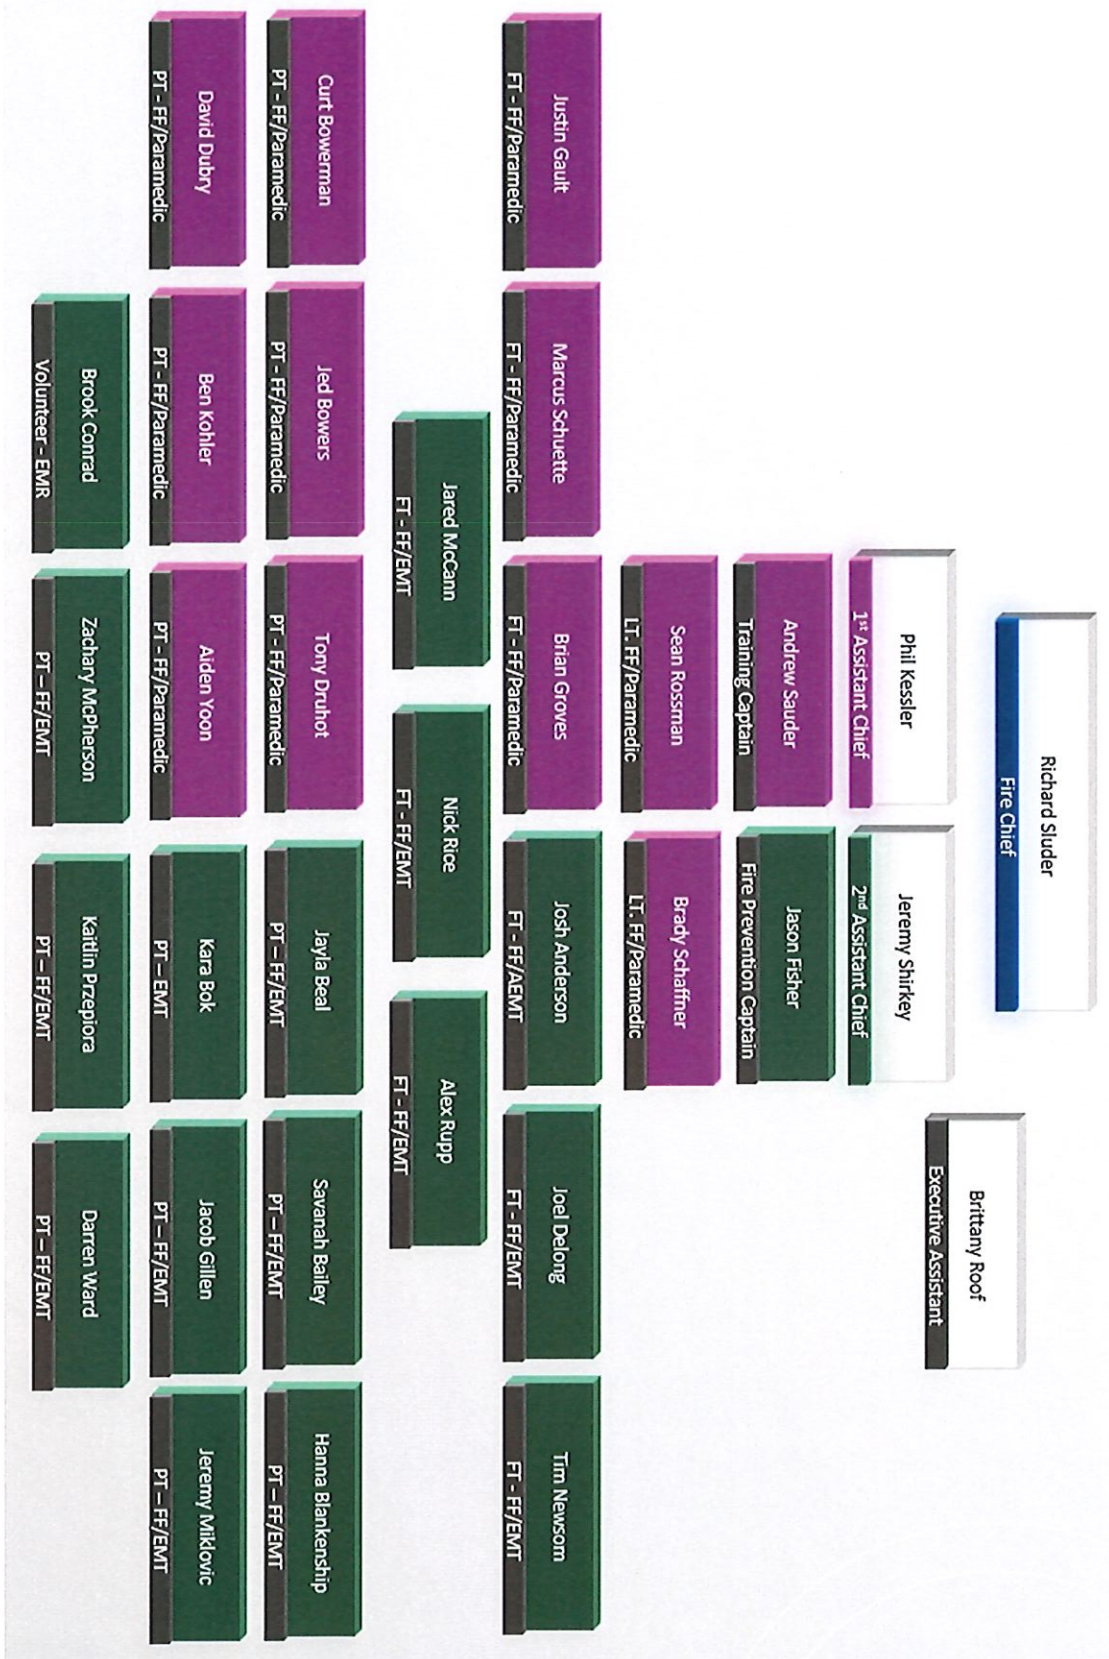 Richard Sluder
Fire Chief
Brittany Roof
Executive Assistant
Phil Kessler
1st Assistant Chief
Jeremy Shirkey
2nd Assistant Chief
Andrew Sauder
Training Captain
Jason Fisher
Fire Prevention Captain
Sean Rossman
LT. FF/Paramedic
Brady Schaffner
LT. FF/Paramedic
Justin Gault
FT - FF/Paramedic
Marcus Schuette
FT - FF/Paramedic
Brian Groves
FT - FF/Paramedic
Josh Anderson
FT - FF/AEMT
Joel Delong
FT - FF/EMT
Tim Newsom
FT - FF/EMT
Jared McCann
FT - FF/EMT
Nick Rice
FT - FF/EMT
Alex Rupp
FT - FF/EMT
Curt Bowerman
PT - FF/Paramedic
Jed Bowers
PT - FF/Paramedic
Tony Druhot
PT - FF/Paramedic
Jayla Beal
PT – FF/EMT
Savanah Bailey
PT – FF/EMT
Hanna Blankenship
PT – FF/EMT
David Dubry
PT - FF/Paramedic
Ben Kohler
PT - FF/Paramedic
Aiden Yoon
PT - FF/Paramedic
Kara Bok
PT – EMT
Jacob Gillen
PT – FF/EMT
Jeremy Miklovic
PT – FF/EMT
Brook Conrad
Volunteer - EMR
Zachary McPherson
PT – FF/EMT
Kaitlin Przepiora
PT – FF/EMT
Darren Ward
PT – FF/EMT